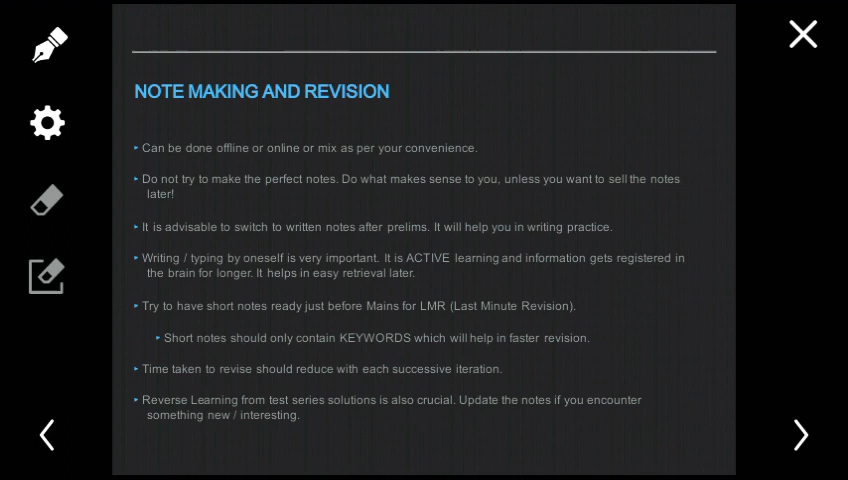 NOTE MAKING AND REVISION
▸ Can be done offline or online or mix as per your convenience.
▸ Do not try to make the perfect notes. Do what makes sense to you, unless you want to sell the notes
later!
▸ It is advisable to switch to written notes after prelims. It will help you in writing practice.
▸ Writing / typing by oneself is very important. It is ACTIVE learning and information gets registered in
the brain for longer. It helps in easy retrieval later.
▸ Try to have short notes ready just before Mains for LMR (Last Minute Revision).
▸ Short notes should only contain KEYWORDS which will help in faster revision.
▸ Time taken to revise should reduce with each successive iteration.
▸ Reverse Learning from test series solutions is also crucial. Update the notes if you encounter
something new / interesting.